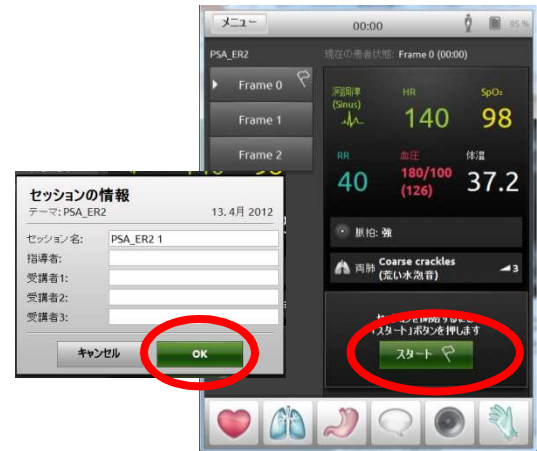 メニュー
00:00
95 %
PSA_ER2
現在の患者状態: Frame 0 (00:00)
Frame 0
Frame 1
Frame 2
洞調律
(Sinus)
HR
140
SpO₂
98
RR
40
血圧
180/100
(126)
体温
37.2
脈拍: 強
両肺
Coarse crackles
(荒い水泡音)
3
「スタート」ボタンを押します
スタート
セッションの情報
テーマ: PSA_ER2
13. 4月 2012
セッション名:
PSA_ER2 1
指導者:
受講者1:
受講者2:
受講者3:
キャンセル
OK